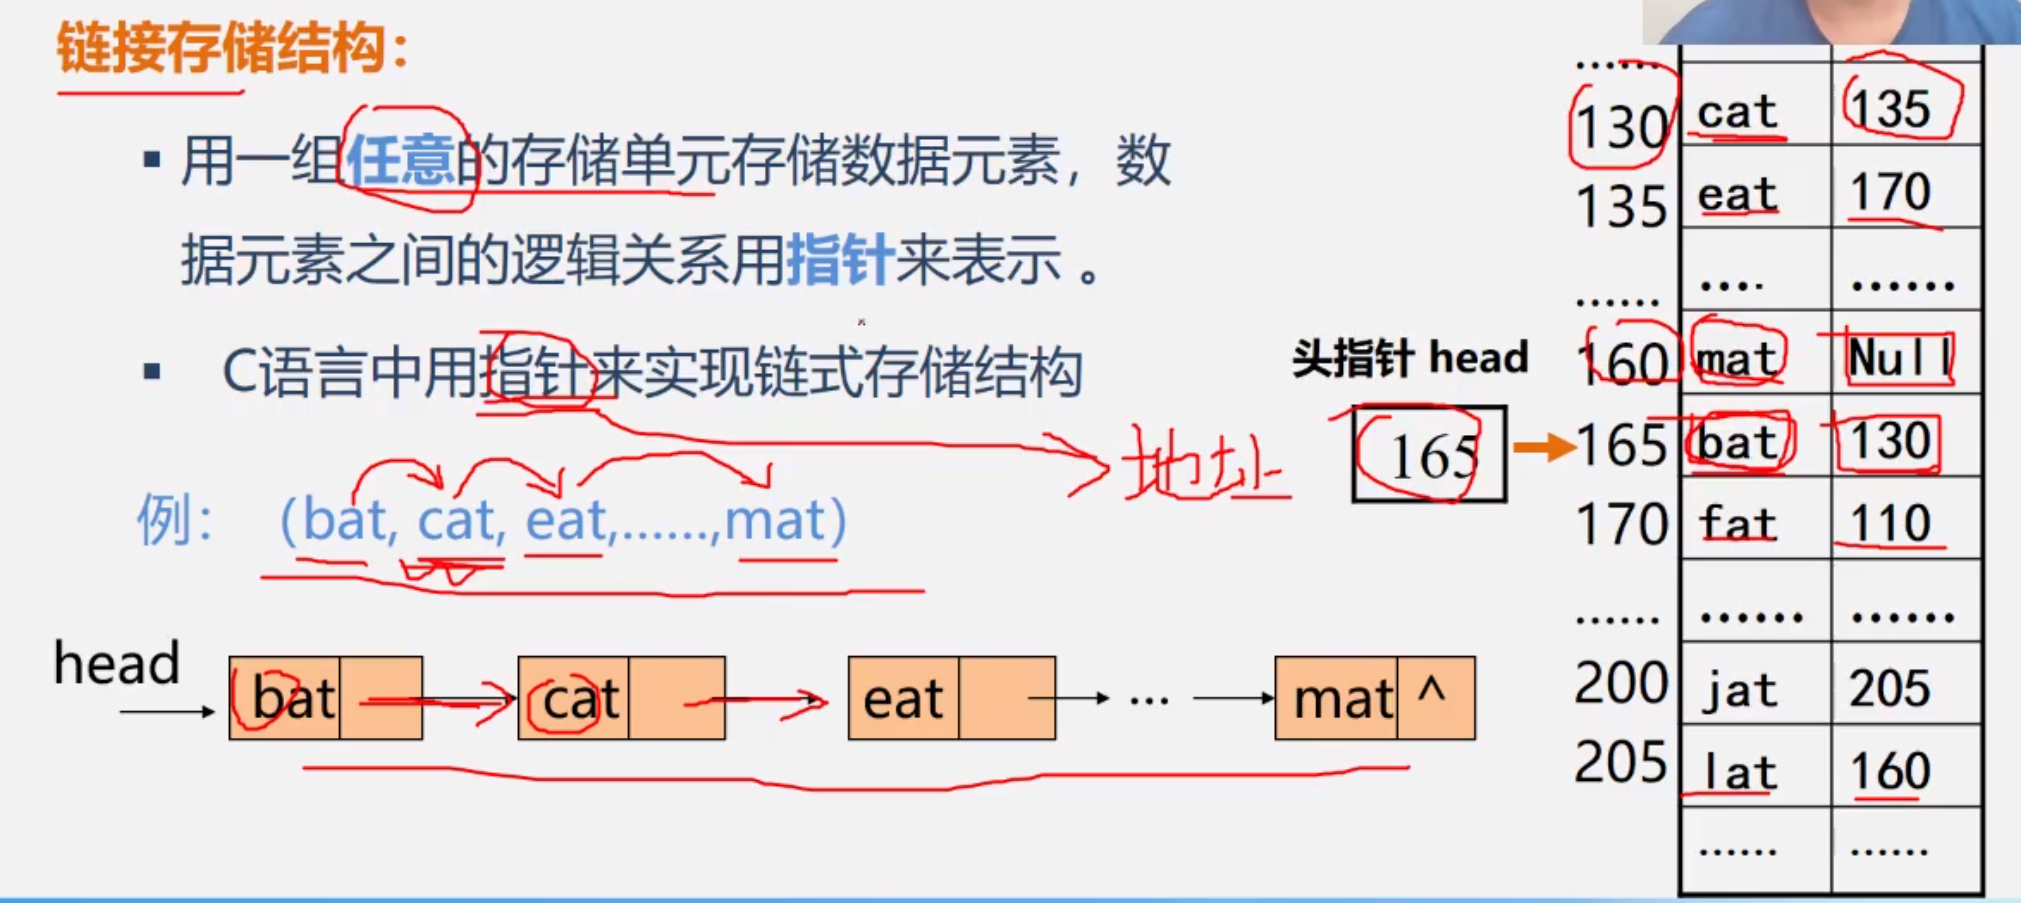 链接存储结构：
▪ 用一组任意的存储单元存储数据元素，数
据元素之间的逻辑关系用指针来表示 。
▪ C语言中用指针来实现链式存储结构
地址
例： (bat, cat, eat,……,mat)
head
bat
cat
eat
…
mat ^
头指针 head
165
……
130 cat 135
135 eat 170
…… …. ……
160 mat Null
165 bat 130
170 fat 110
…… …… ……
200 jat 205
205 lat 160
…… ……